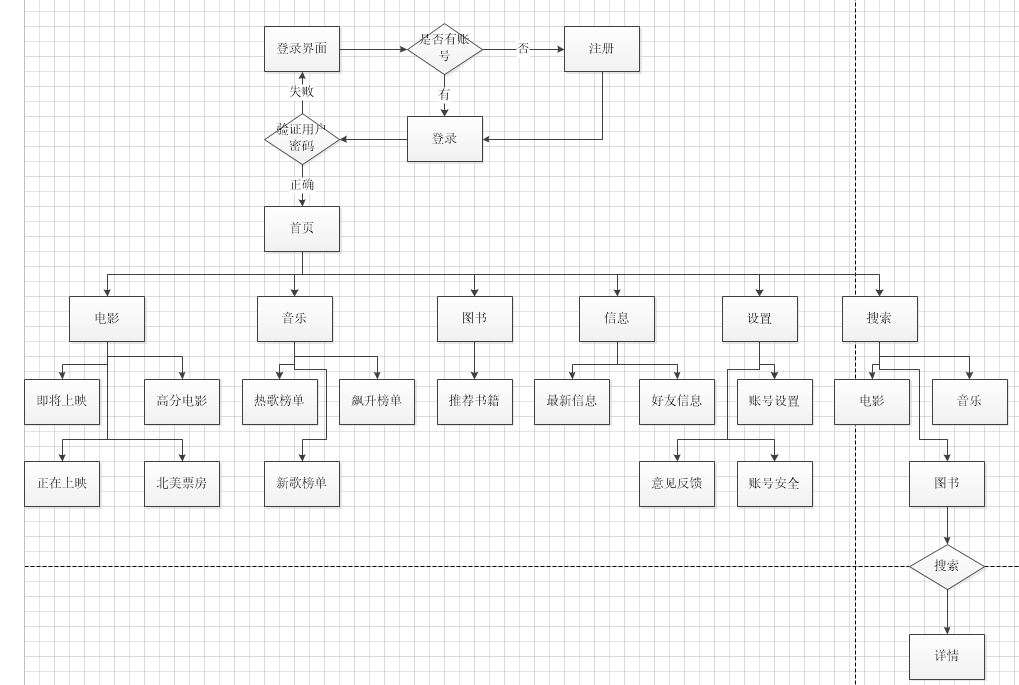 登录界面
是否有账
号
否
注册
失败
有
验证用户
密码
登录
正确
首页
电影
音乐
图书
信息
设置
搜索
即将上映
高分电影
热歌榜单
飙升榜单
推荐书籍
最新信息
好友信息
账号设置
电影
音乐
正在上映
北美票房
新歌榜单
意见反馈
账号安全
图书
搜索
详情